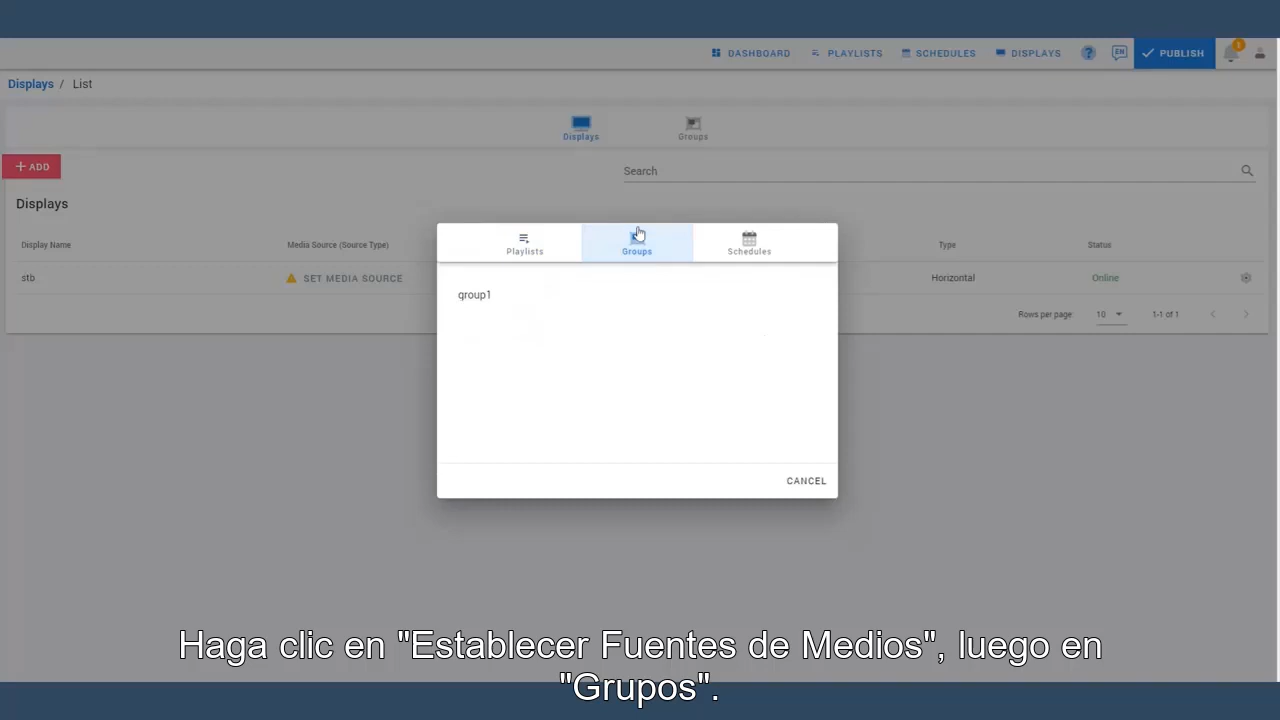 DASHBOARD PLAYLISTS SCHEDULES DISPLAYS ? EN PUBLISH
Displays / List
Displays Groups
+ ADD
Search
Displays
Display Name Media Source (Source Type) Type Status
stb SET MEDIA SOURCE Horizontal Online
Rows per page: 10 1-1 of 1
Playlists Groups Schedules
group1
CANCEL
Haga clic en "Establecer Fuentes de Medios", luego en
"Grupos".